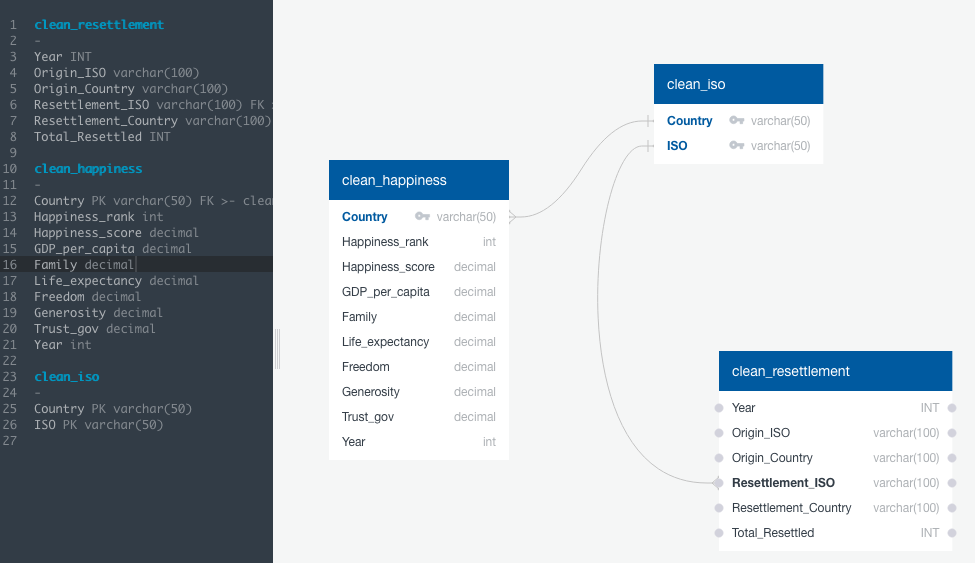 1 clean_resettlement
2 -
3 Year INT
4 Origin_ISO varchar(100)
5 Origin_Country varchar(100)
6 Resettlement_ISO varchar(100) FK >
7 Resettlement_Country varchar(100)
8 Total_Resettled INT
9
10 clean_happiness
11 -
12 Country PK varchar(50) FK >- clea
13 Happiness_rank int
14 Happiness_score decimal
15 GDP_per_capita decimal
16 Family decimal
17 Life_expectancy decimal
18 Freedom decimal
19 Generosity decimal
20 Trust_gov decimal
21 Year int
22
23 clean_iso
24 -
25 Country PK varchar(50)
26 ISO PK varchar(50)
27
clean_happiness
Country varchar(50)
Happiness_rank int
Happiness_score decimal
GDP_per_capita decimal
Family decimal
Life_expectancy decimal
Freedom decimal
Generosity decimal
Trust_gov decimal
Year int
clean_iso
Country varchar(50)
ISO varchar(50)
clean_resettlement
Year INT
Origin_ISO varchar(100)
Origin_Country varchar(100)
Resettlement_ISO varchar(100)
Resettlement_Country varchar(100)
Total_Resettled INT